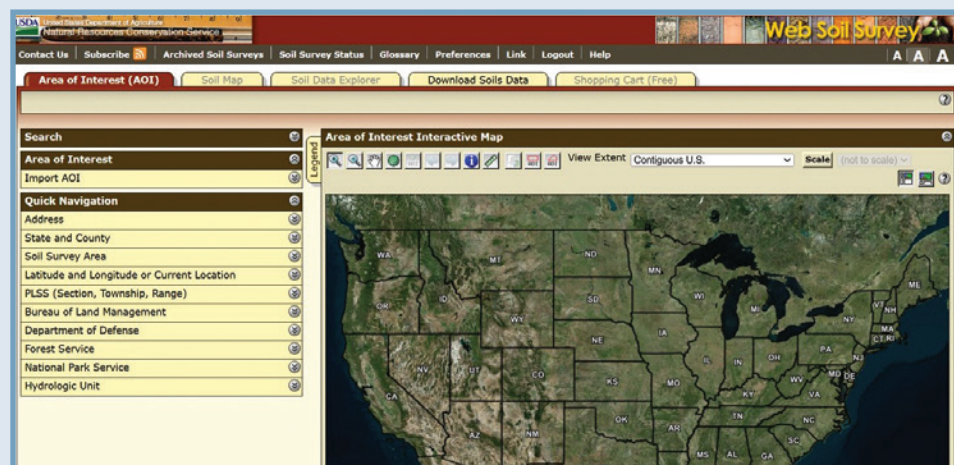 USDA United States Department of Agriculture
Natural Resources Conservation Service
Web Soil Survey
Contact Us Subscribe Archived Soil Surveys Soil Survey Status Glossary Preferences Link Logout Help A A A
Area of Interest (AOI) Soil Map Soil Data Explorer Download Soils Data Shopping Cart (Free)
Search
Area of Interest
Import AOI
Quick Navigation
Address
State and County
Soil Survey Area
Latitude and Longitude or Current Location
PLSS (Section, Township, Range)
Bureau of Land Management
Department of Defense
Forest Service
National Park Service
Hydrologic Unit
Legend
Area of Interest Interactive Map
View Extent Contiguous U.S. Scale (not to scale)
WA MT ND MN ME
OR ID SD WI MI VT NH
WY NY MA
IA CT RI
NE PA NJ
NV UT CO IL IN OH MD DE
CA KS MO WV VA
KY
AZ NM OK AR TN NC
SC
MS AL GA